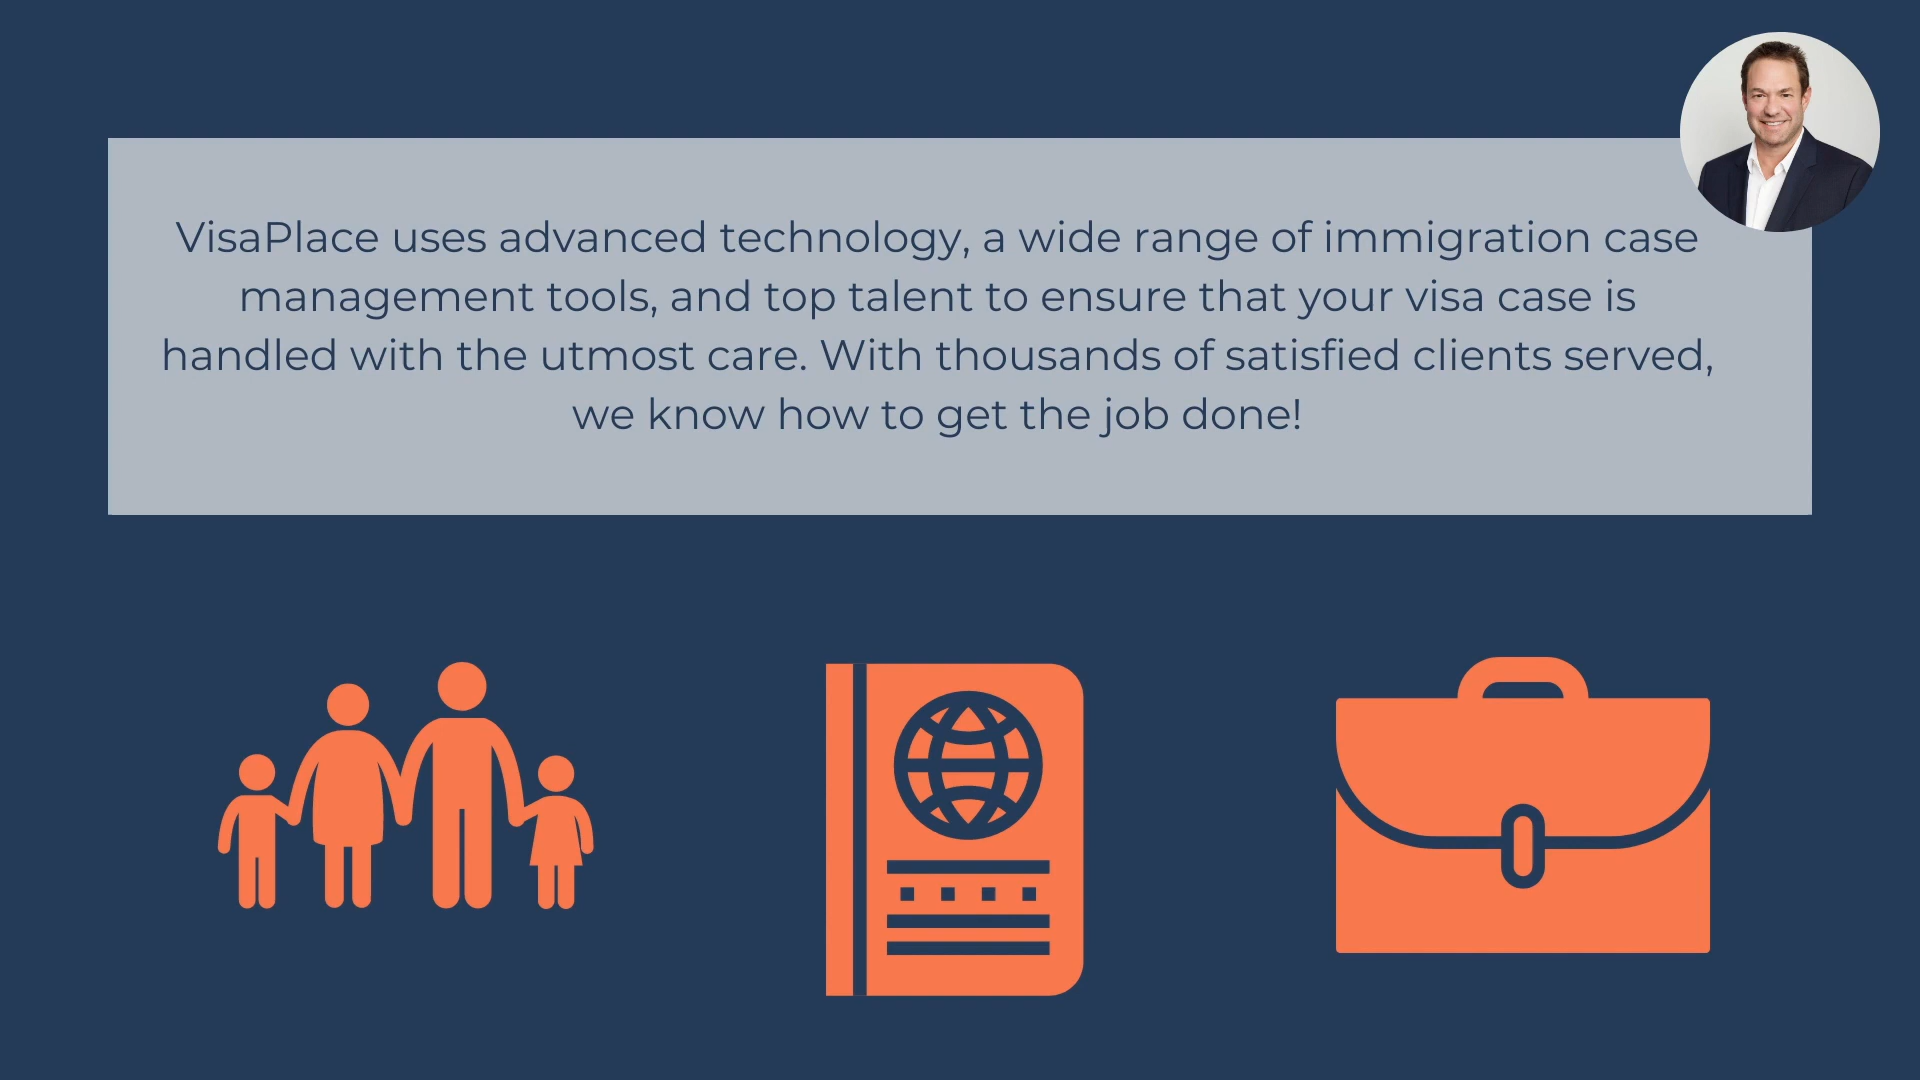 VisaPlace uses advanced technology, a wide range of immigration case
management tools, and top talent to ensure that your visa case is
handled with the utmost care. With thousands of satisfied clients served,
we know how to get the job done!